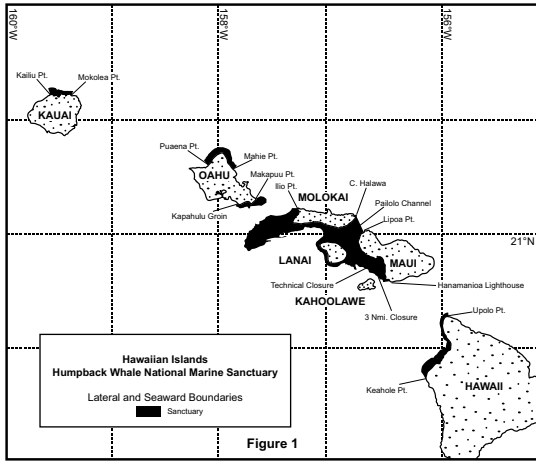 160°W
158°W
156°W
Kailiu Pt.
Mokolea Pt.
KAUAI
Puaena Pt.
Mahie Pt.
OAHU
Makapuu Pt.
Ilio Pt.
MOLOKAI
C. Halawa
Pailolo Channel
Kapahulu Groin
Lipoa Pt.
21°N
LANAI
MAUI
Technical Closure
Hanamanioa Lighthouse
KAHOOLAWE
3 Nmi. Closure
Upolo Pt.
Hawaiian Islands
Humpback Whale National Marine Sanctuary
Lateral and Seaward Boundaries
Sanctuary
Keahole Pt.
HAWAII
Figure 1